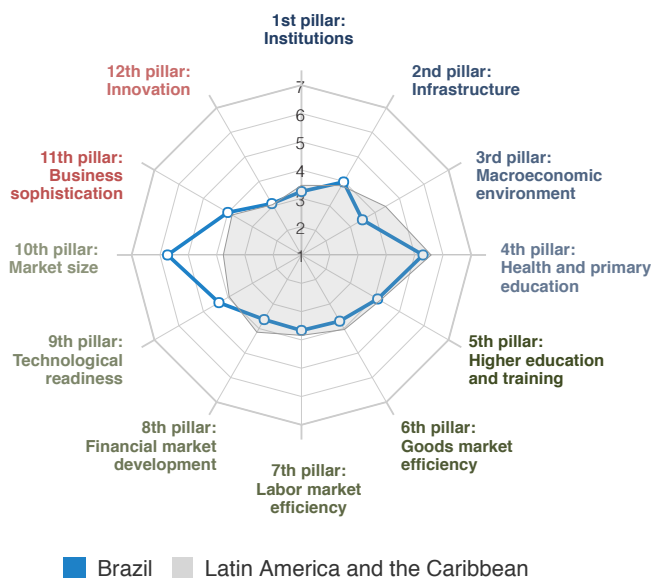 1st pillar:
Institutions
2nd pillar:
Infrastructure
3rd pillar:
Macroeconomic
environment
4th pillar:
Health and primary
education
5th pillar:
Higher education
and training
6th pillar:
Goods market
efficiency
7th pillar:
Labor market
efficiency
8th pillar:
Financial market
development
9th pillar:
Technological
readiness
10th pillar:
Market size
11th pillar:
Business
sophistication
12th pillar:
Innovation
7
6
5
4
3
2
1
Brazil
Latin America and the Caribbean